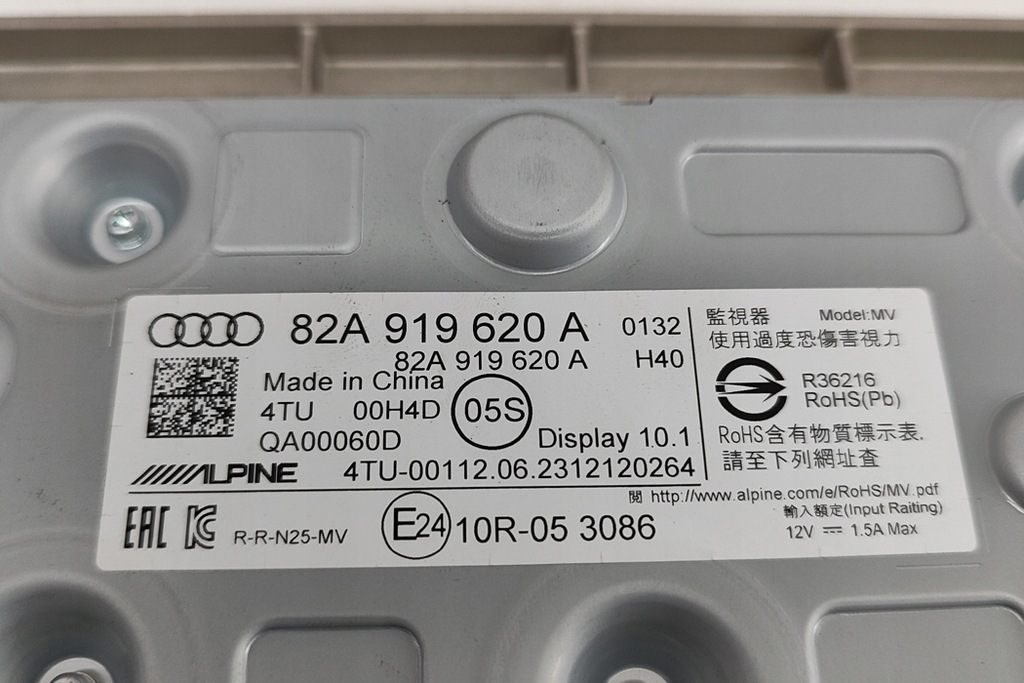 82A 919 620 A 0132
82A 919 620 A H40
Made in China
4TU 00H4D 05S
QA00060D Display 10.1
ALPINE 4TU-00112.06.2312120264
監視器 Model:MV
使用過度恐傷害視力
R36216
RoHS(Pb)
RoHS含有物質標示表.
請至下列網址查
閱 http://www.alpine.com/e/RoHS/MV.pdf
輸入額定(Input Raiting)
12V ⎓ 1.5A Max
EAC KC R-R-N25-MV E24 10R-05 3086